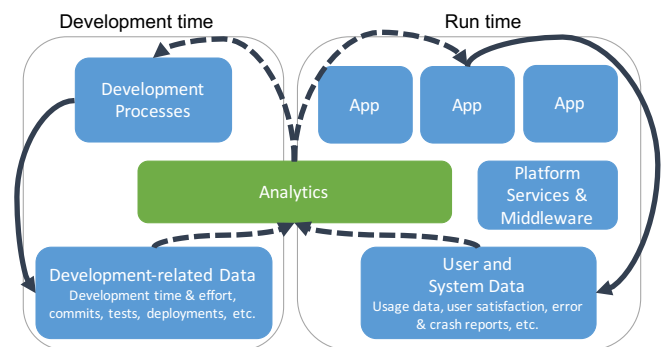 Development time
Run time
Development
Processes
App
App
App
Analytics
Platform
Services &
Middleware
Development-related Data
Development time & effort,
commits, tests, deployments, etc.
User and
System Data
Usage data, user satisfaction, error
& crash reports, etc.